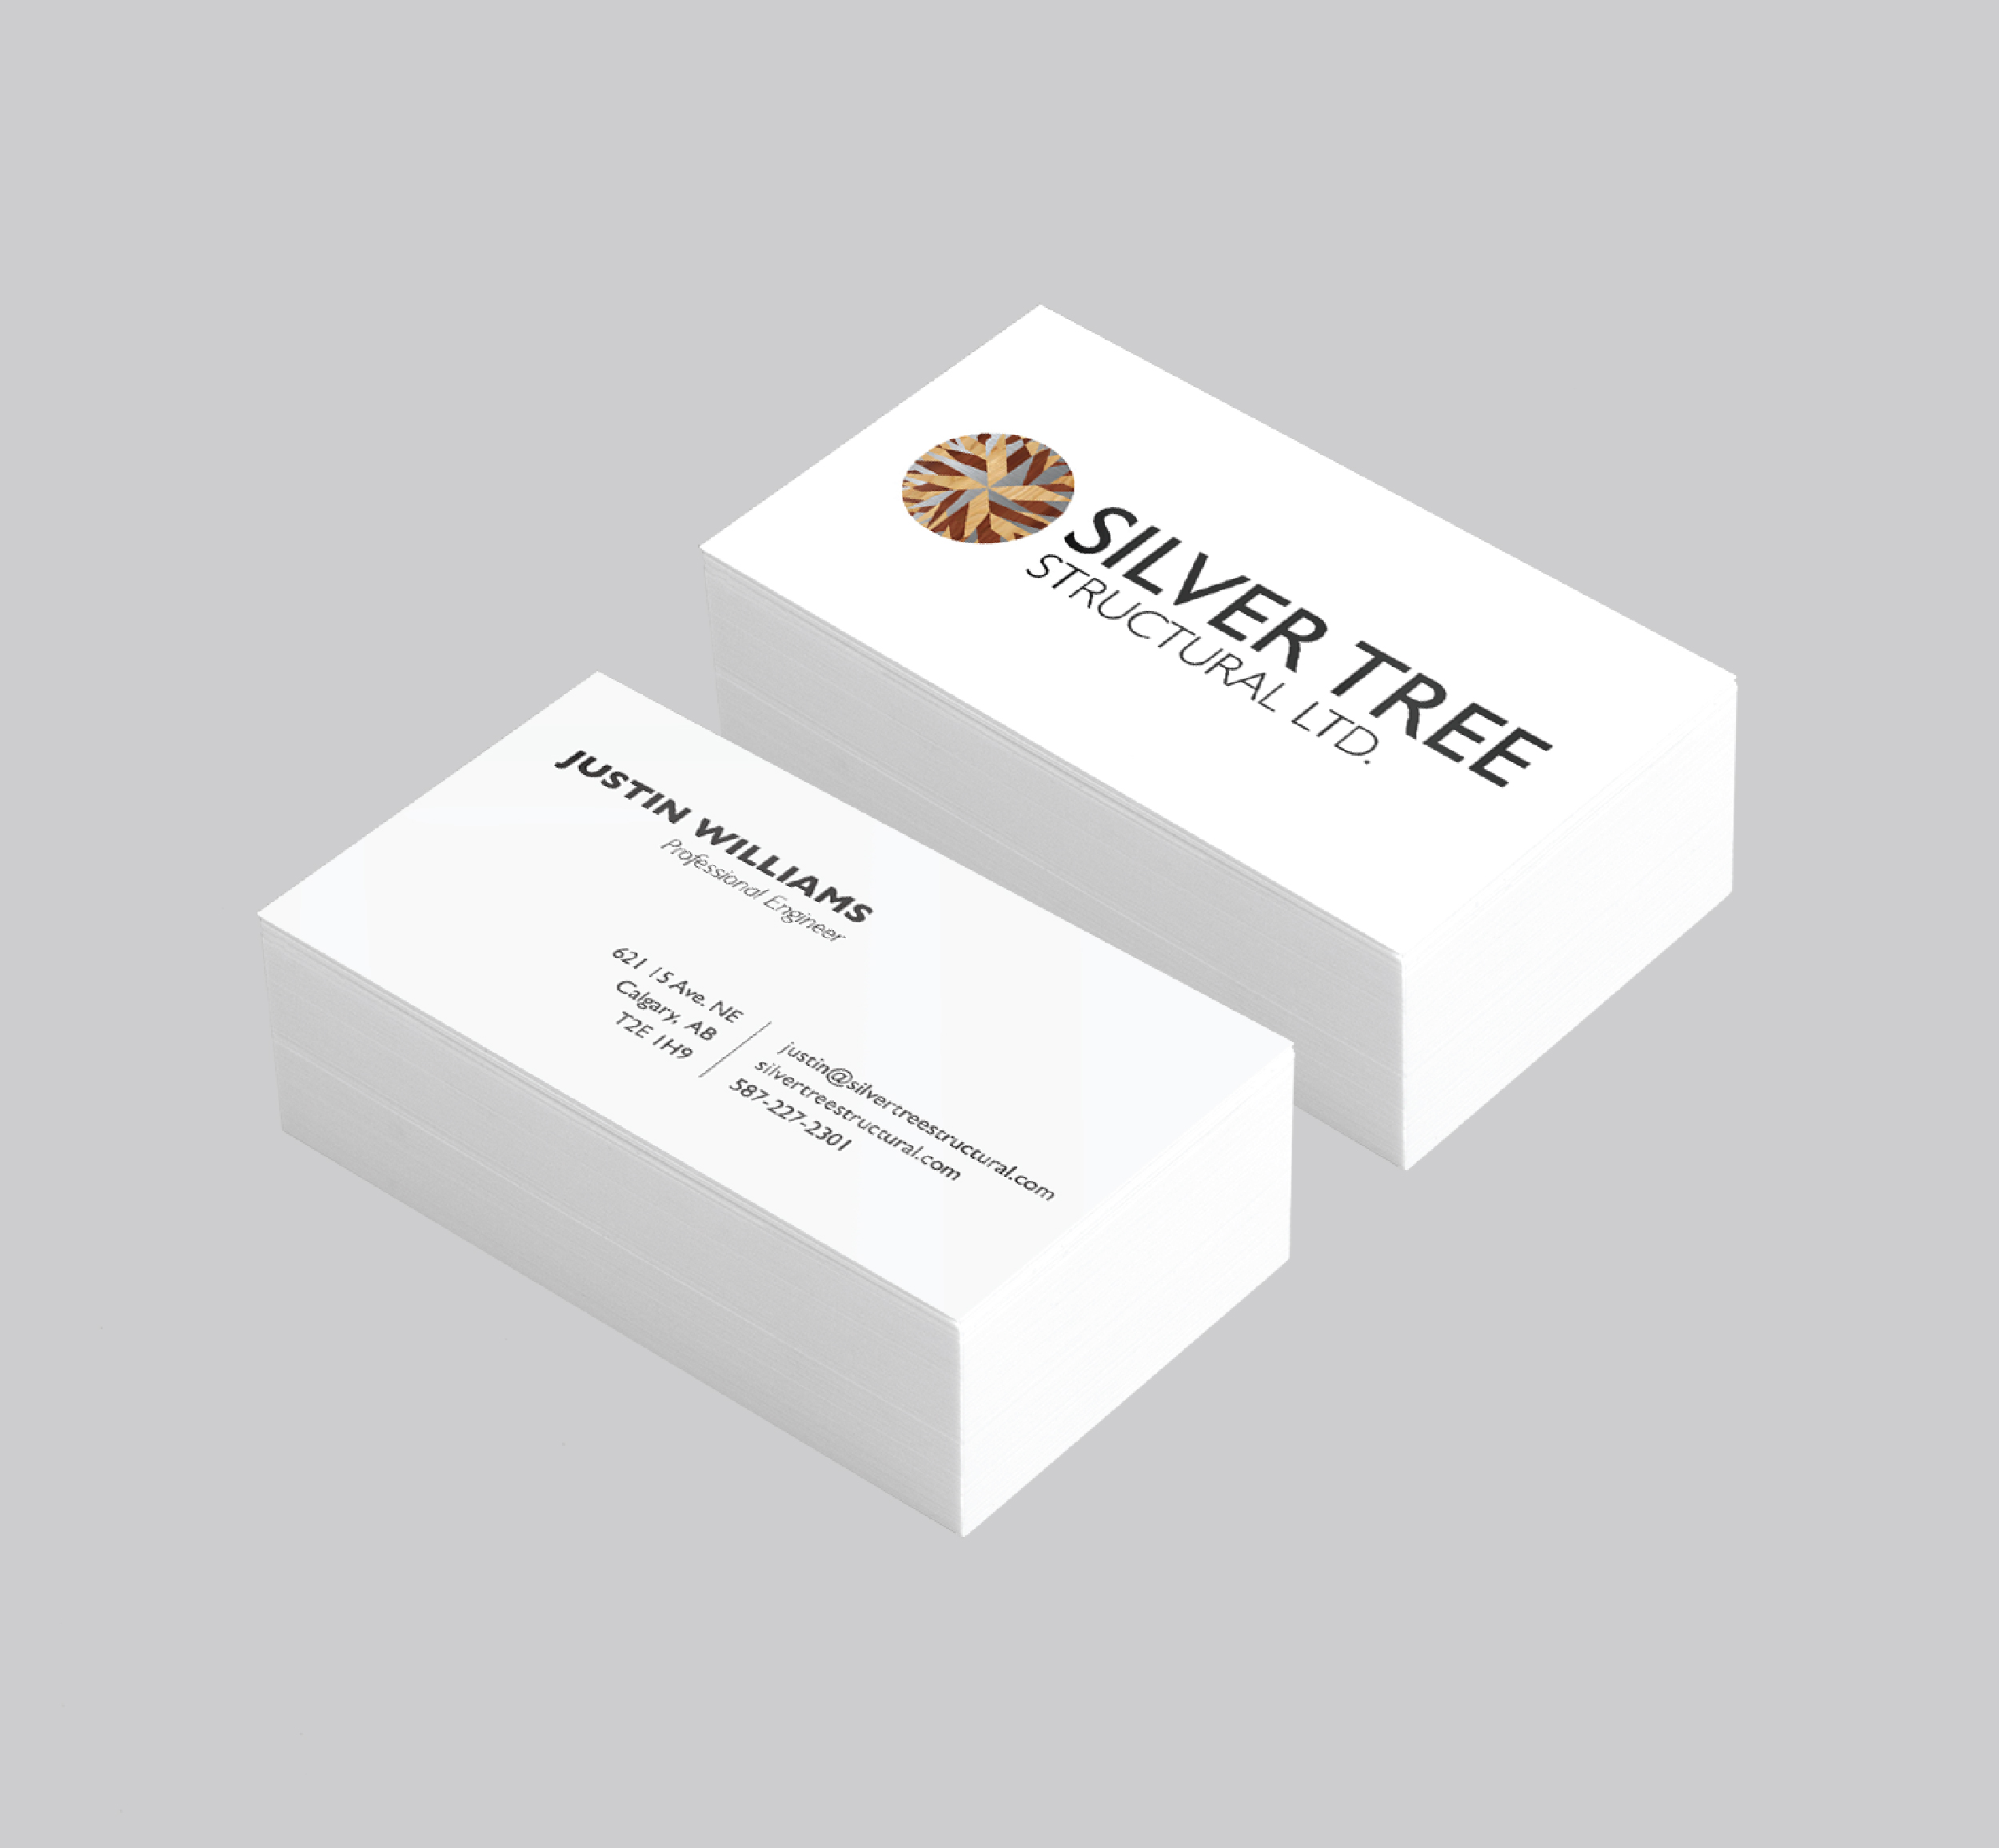 SILVER TREE
STRUCTURAL LTD.
JUSTIN WILLIAMS
Professional Engineer
621 15 Ave. NE
Calgary, AB
T2E 1H9
justin@silvertreestructural.com
silvertreestructural.com
587-227-2301